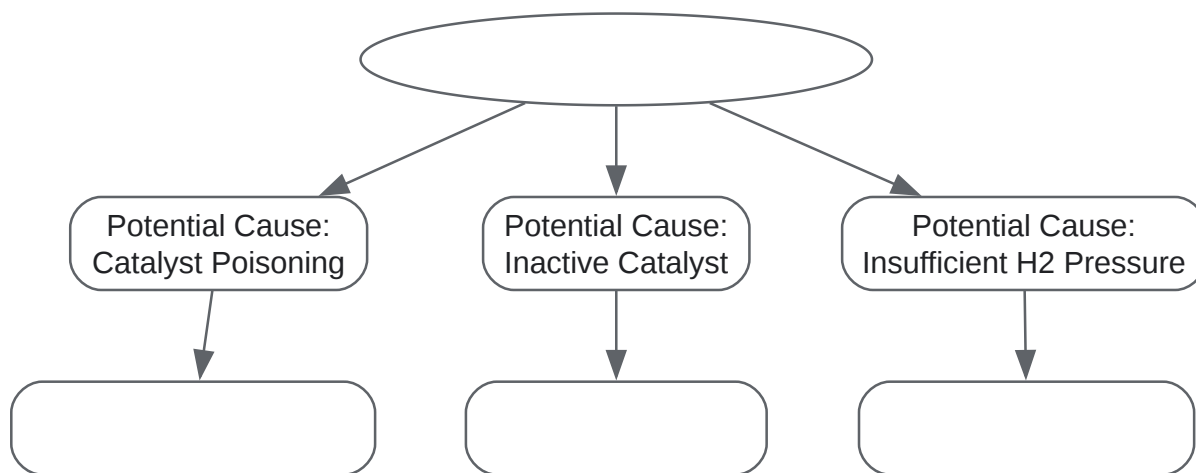 Potential Cause:
Catalyst Poisoning
Potential Cause:
Inactive Catalyst
Potential Cause:
Insufficient H2 Pressure